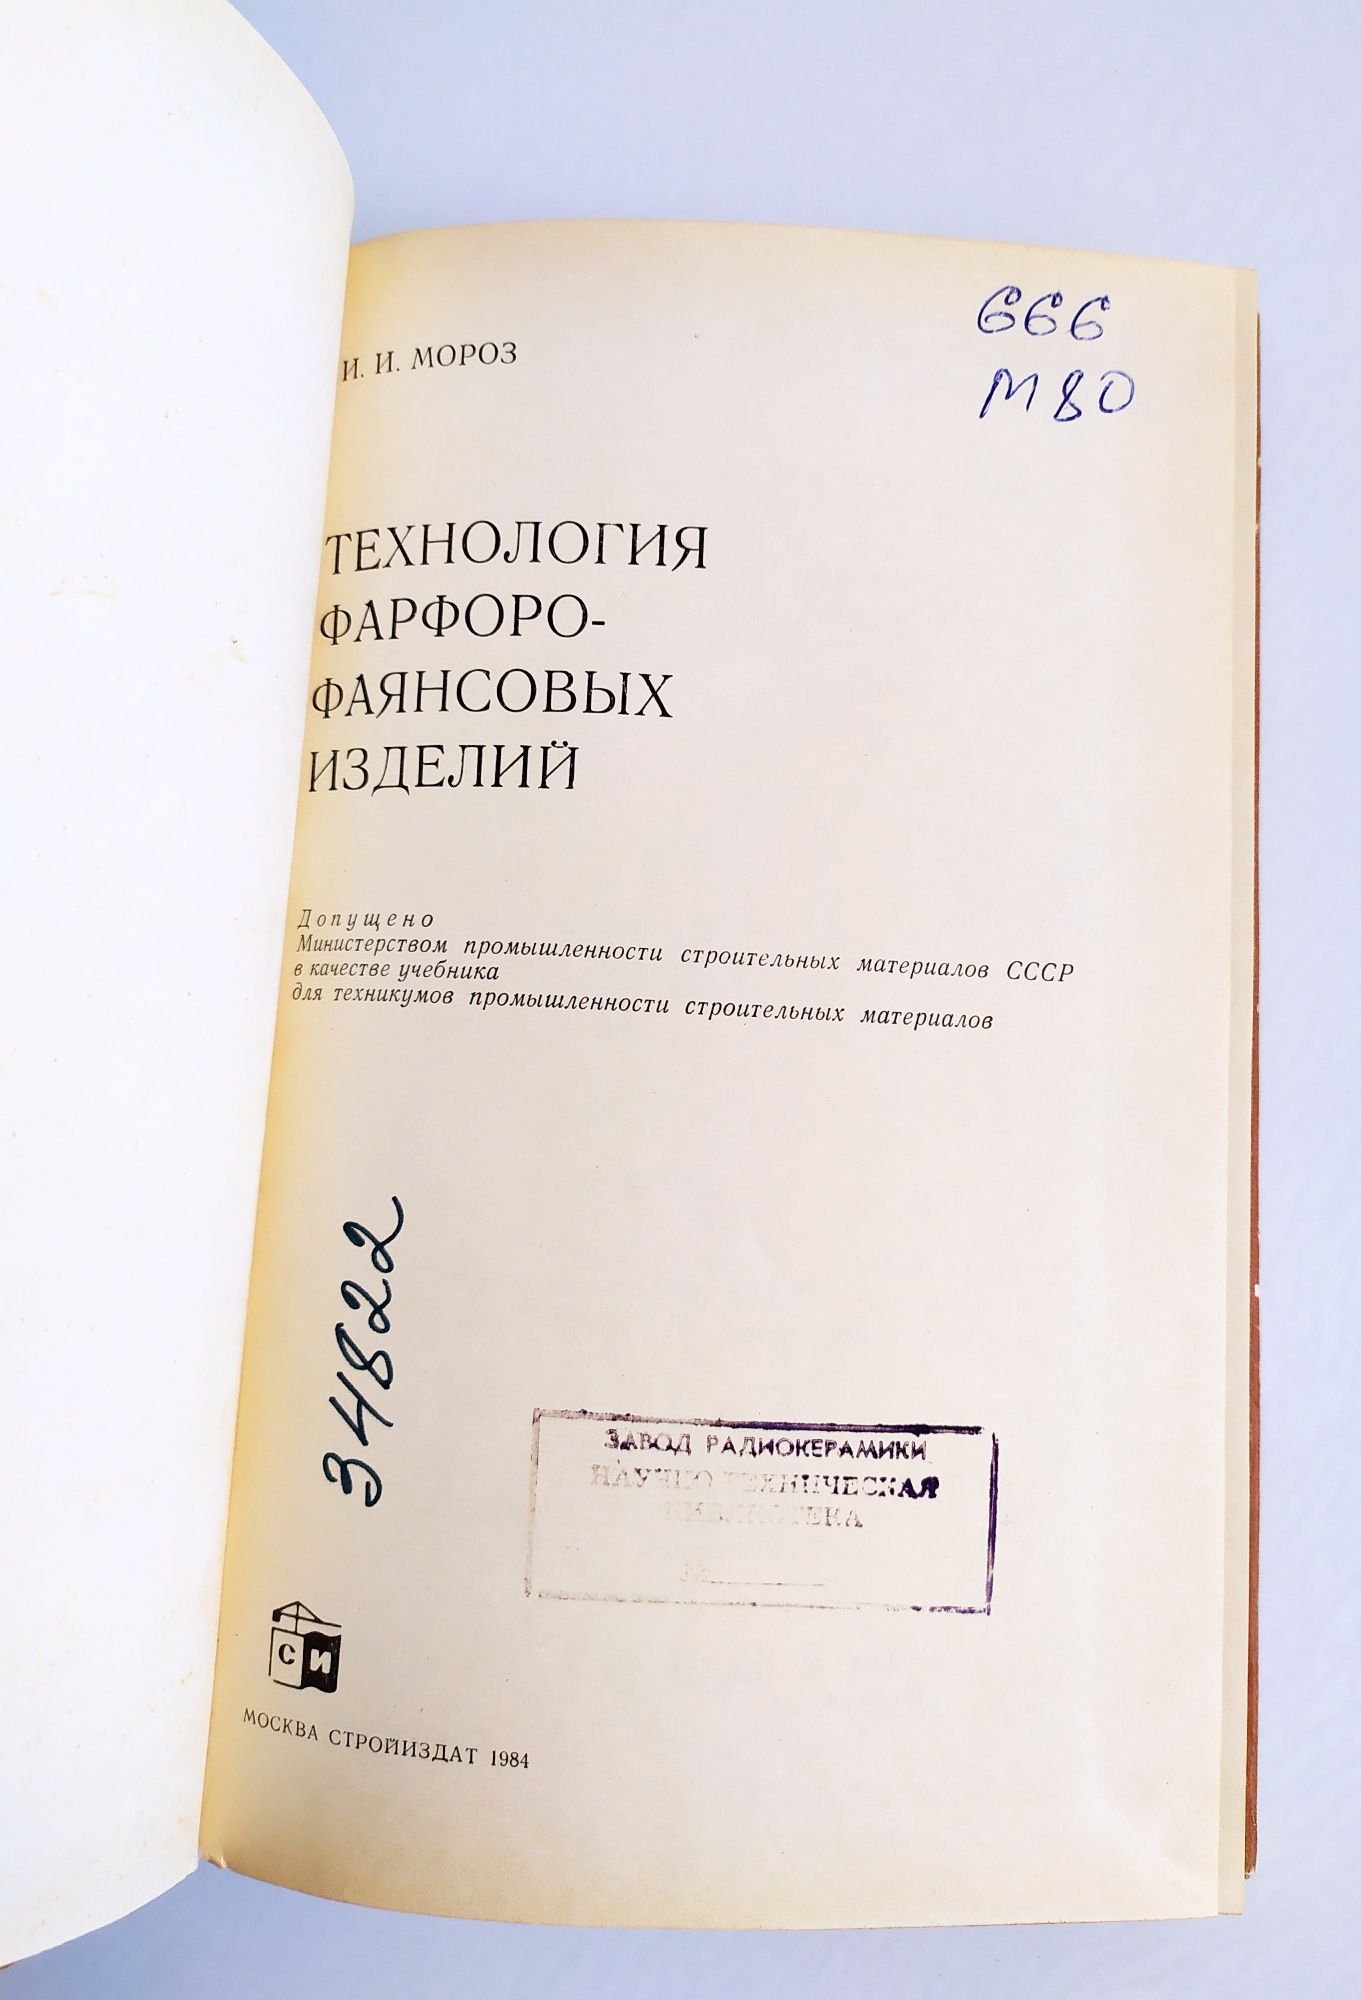 666
М80
И. И. МОРОЗ
ТЕХНОЛОГИЯ
ФАРФОРО-
ФАЯНСОВЫХ
ИЗДЕЛИЙ
Допущено
Министерством промышленности строительных материалов СССР
в качестве учебника
для техникумов промышленности строительных материалов
34822
ЗАВОД РАДИОКЕРАМИКИ
НАУЧНО ТЕХНИЧЕСКАЯ
БИБЛИОТЕКА
№
СИ
МОСКВА СТРОЙИЗДАТ 1984